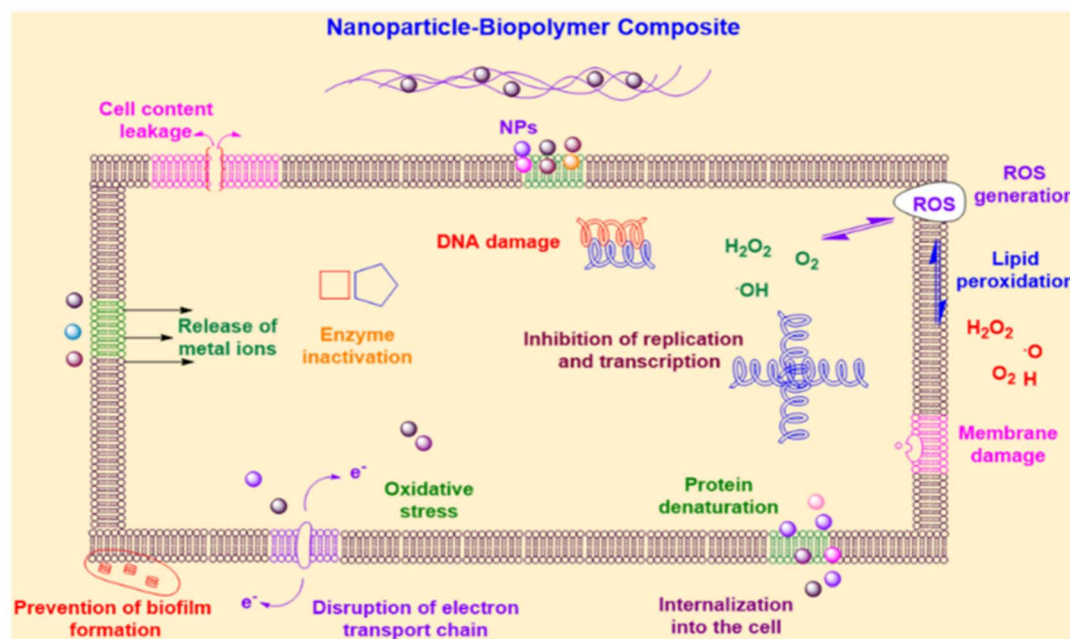 Nanoparticle-Biopolymer Composite
Cell content
leakage
NPs
ROS
generation
ROS
DNA damage
H2O2
O2
-OH
Lipid
peroxidation
Release of
metal ions
Enzyme
inactivation
Inhibition of replication
and transcription
H2O2
-O
O2 H
Membrane
damage
e-
Oxidative
stress
Protein
denaturation
e-
Prevention of biofilm
formation
Disruption of electron
transport chain
Internalization
into the cell